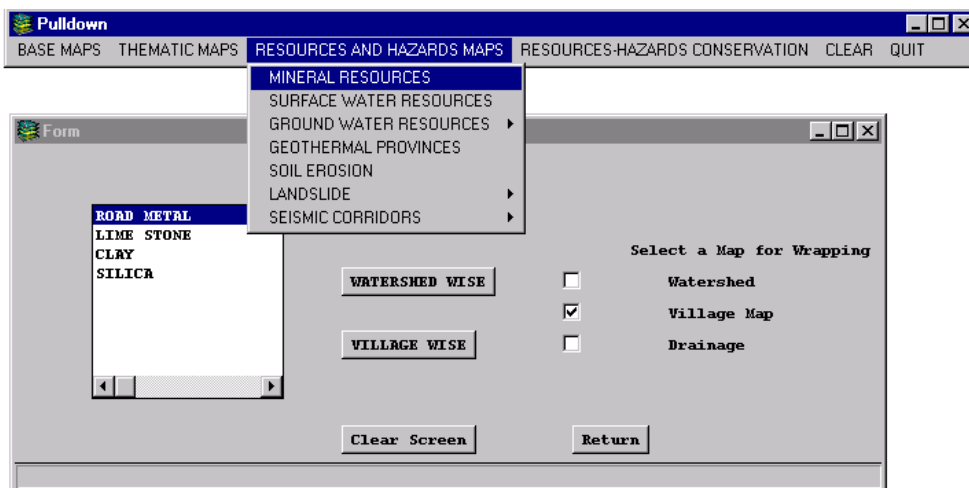 Pulldown
BASE MAPS THEMATIC MAPS RESOURCES AND HAZARDS MAPS RESOURCES-HAZARDS CONSERVATION CLEAR QUIT
MINERAL RESOURCES
SURFACE WATER RESOURCES
GROUND WATER RESOURCES
GEOTHERMAL PROVINCES
SOIL EROSION
LANDSLIDE
SEISMIC CORRIDORS
Form
ROAD METAL
LIME STONE
CLAY
SILICA
Select a Map for Wrapping
WATERSHED WISE
Watershed
Village Map
VILLAGE WISE
Drainage
Clear Screen
Return